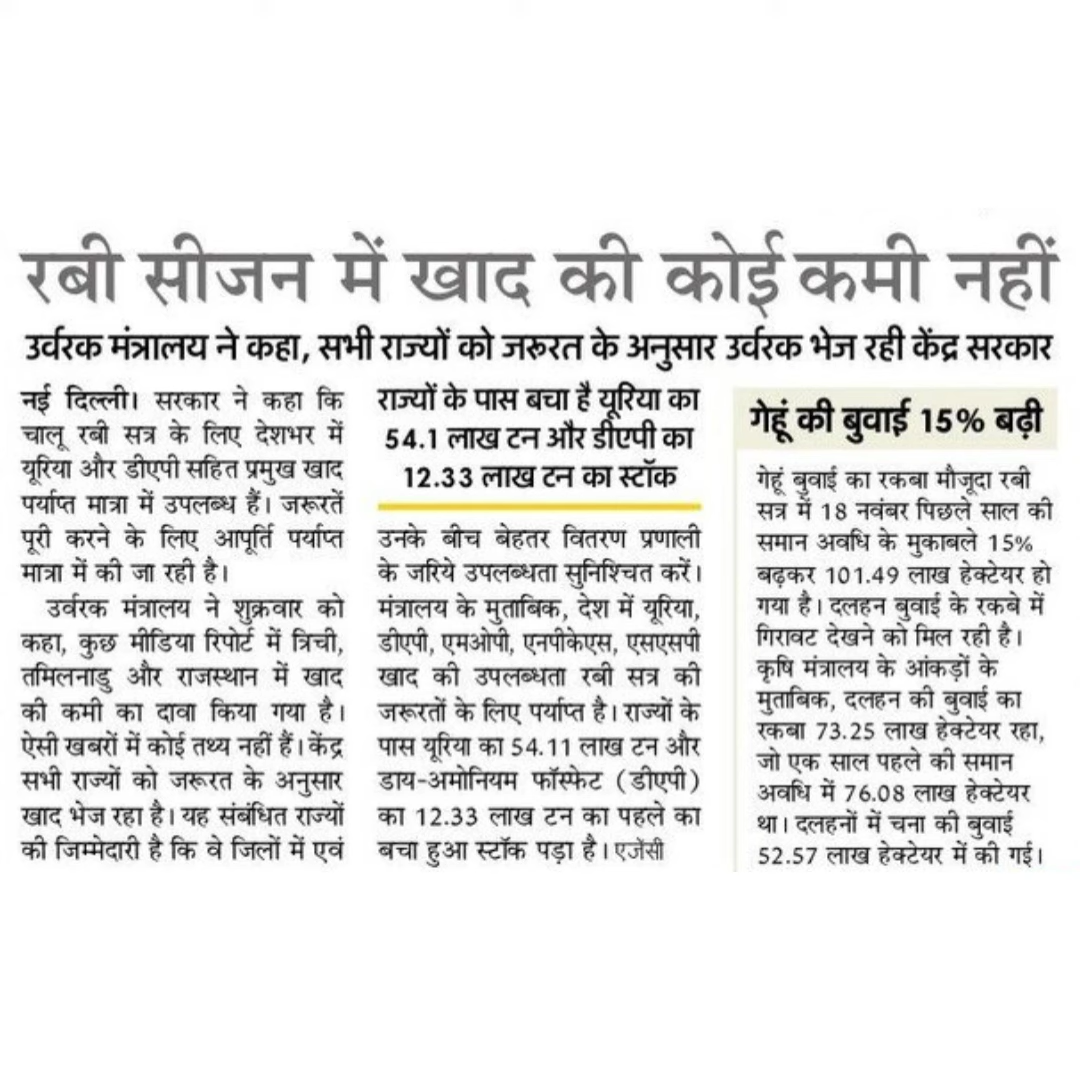 रबी सीजन में खाद की कोई कमी नहीं
उर्वरक मंत्रालय ने कहा, सभी राज्यों को जरूरत के अनुसार उर्वरक भेज रही केंद्र सरकार
नई दिल्ली। सरकार ने कहा कि
चालू रबी सत्र के लिए देशभर में
यूरिया और डीएपी सहित प्रमुख खाद
पर्याप्त मात्रा में उपलब्ध हैं। जरूरतें
पूरी करने के लिए आपूर्ति पर्याप्त
मात्रा में की जा रही है।
उर्वरक मंत्रालय ने शुक्रवार को
कहा, कुछ मीडिया रिपोर्ट में त्रिची,
तमिलनाडु और राजस्थान में खाद
की कमी का दावा किया गया है।
ऐसी खबरों में कोई तथ्य नहीं हैं। केंद्र
सभी राज्यों को जरूरत के अनुसार
खाद भेज रहा है। यह संबंधित राज्यों
की जिम्मेदारी है कि वे जिलों में एवं
राज्यों के पास बचा है यूरिया का
54.1 लाख टन और डीएपी का
12.33 लाख टन का स्टॉक
उनके बीच बेहतर वितरण प्रणाली
के जरिये उपलब्धता सुनिश्चित करें।
मंत्रालय के मुताबिक, देश में यूरिया,
डीएपी, एमओपी, एनपीकेएस, एसएसपी
खाद की उपलब्धता रबी सत्र की
जरूरतों के लिए पर्याप्त है। राज्यों के
पास यूरिया का 54.11 लाख टन और
डाय-अमोनियम फॉस्फेट (डीएपी)
का 12.33 लाख टन का पहले का
बचा हुआ स्टॉक पड़ा है। एजेंसी
गेहूं की बुवाई 15% बढ़ी
गेहूं बुवाई का रकबा मौजूदा रबी
सत्र में 18 नवंबर पिछले साल की
समान अवधि के मुकाबले 15%
बढ़कर 101.49 लाख हेक्टेयर हो
गया है। दलहन बुवाई के रकबे में
गिरावट देखने को मिल रही है।
कृषि मंत्रालय के आंकड़ों के
मुताबिक, दलहन की बुवाई का
रकबा 73.25 लाख हेक्टेयर रहा,
जो एक साल पहले की समान
अवधि में 76.08 लाख हेक्टेयर
था। दलहनों में चना की बुवाई
52.57 लाख हेक्टेयर में की गई।